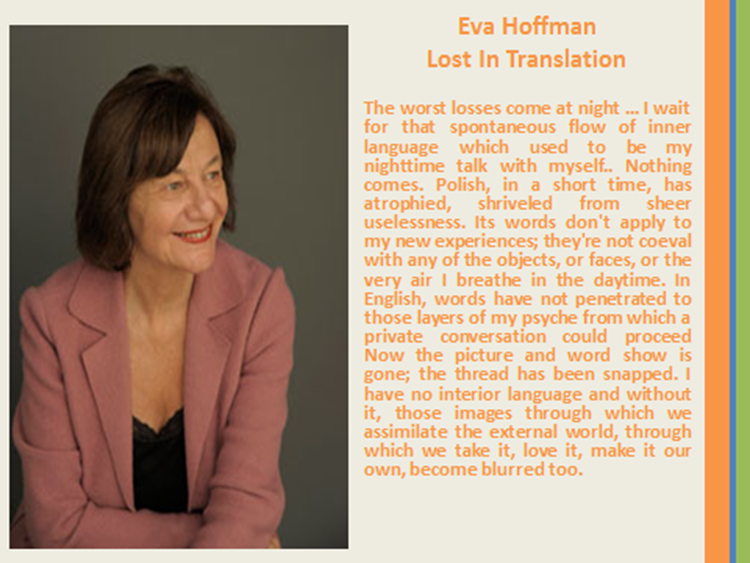 Eva Hoffman
Lost In Translation
The worst losses come at night ... I wait
for that spontaneous flow of inner
language which used to be my
nighttime talk with myself.. Nothing
comes. Polish, in a short time, has
atrophied, shriveled from sheer
uselessness. Its words don't apply to
my new experiences; they're not coeval
with any of the objects, or faces, or the
very air I breathe in the daytime. In
English, words have not penetrated to
those layers of my psyche from which a
private conversation could proceed
Now the picture and word show is
gone; the thread has been snapped. I
have no interior language and without
it, those images through which we
assimilate the external world, through
which we take it, love it, make it our
own, become blurred too.